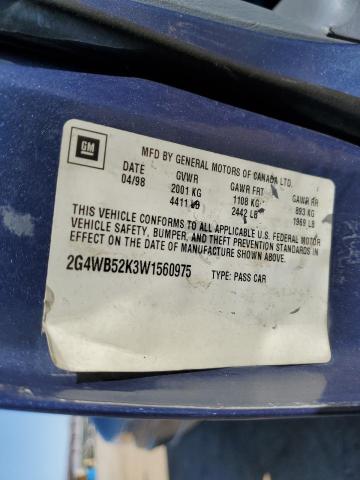 GM
MFD BY GENERAL MOTORS OF CANADA LTD.
DATE GVWR GAWR FRT GAWR RR
04/98 2001 KG 1108 KG 893 KG
4411 LB 2442 LB 1969 LB
THIS VEHICLE CONFORMS TO ALL APPLICABLE U.S. FEDERAL MOTOR
VEHICLE SAFETY, BUMPER, AND THEFT PREVENTION STANDARDS IN
EFFECT ON THE DATE OF MANUFACTURE SHOWN ABOVE.
2G4WB52K3W1560975 TYPE: PASS CAR